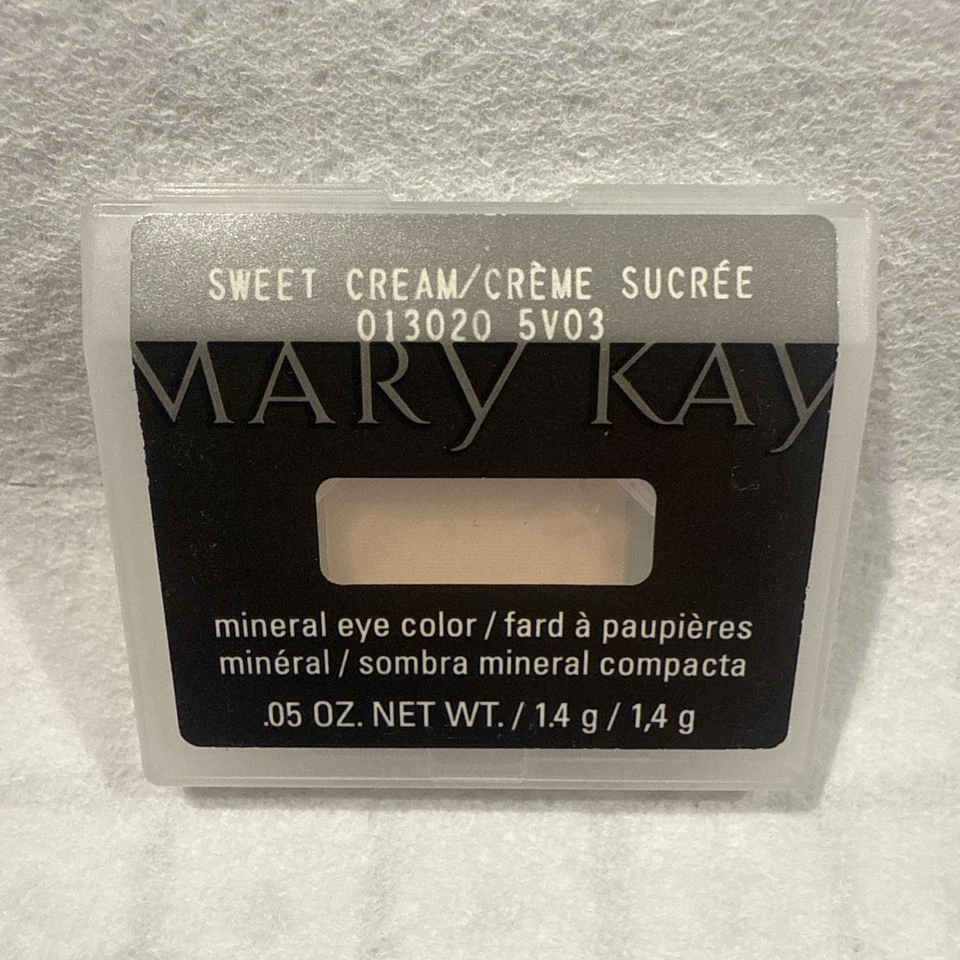 SWEET CREAM/CRÈME SUCRÉE
013020 5V03
MARY KAY
mineral eye color / fard à paupières
minéral / sombra mineral compacta
.05 OZ. NET WT. / 1.4 g / 1,4 g